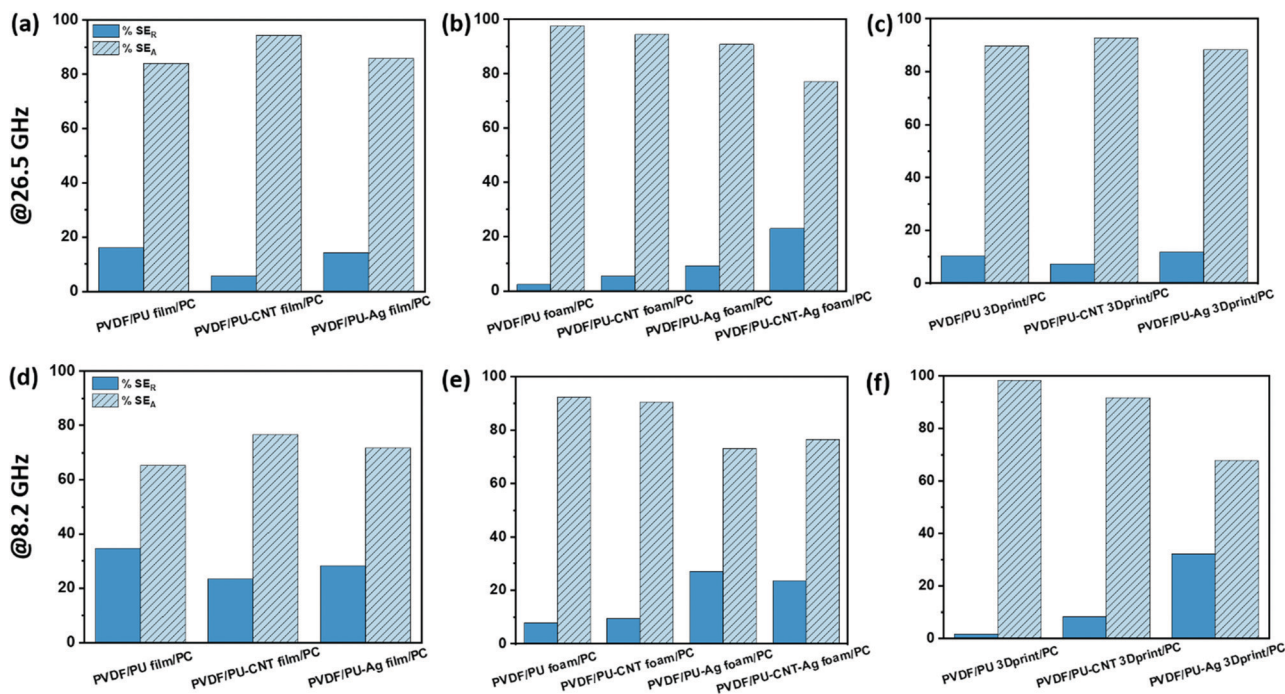 (a)
% SER
% SEA
100
80
60
40
20
0
PVDF/PU film/PC
PVDF/PU-CNT film/PC
PVDF/PU-Ag film/PC
@26.5 GHz
(b)
100
80
60
40
20
0
PVDF/PU foam/PC
PVDF/PU-CNT foam/PC
PVDF/PU-Ag foam/PC
PVDF/PU-CNT-Ag foam/PC
(c)
100
80
60
40
20
0
PVDF/PU 3Dprint/PC
PVDF/PU-CNT 3Dprint/PC
PVDF/PU-Ag 3Dprint/PC
(d)
% SER
% SEA
100
80
60
40
20
0
PVDF/PU film/PC
PVDF/PU-CNT film/PC
PVDF/PU-Ag film/PC
@8.2 GHz
(e)
100
80
60
40
20
0
PVDF/PU foam/PC
PVDF/PU-CNT foam/PC
PVDF/PU-Ag foam/PC
PVDF/PU-CNT-Ag foam/PC
(f)
100
80
60
40
20
0
PVDF/PU 3Dprint/PC
PVDF/PU-CNT 3Dprint/PC
PVDF/PU-Ag 3Dprint/PC